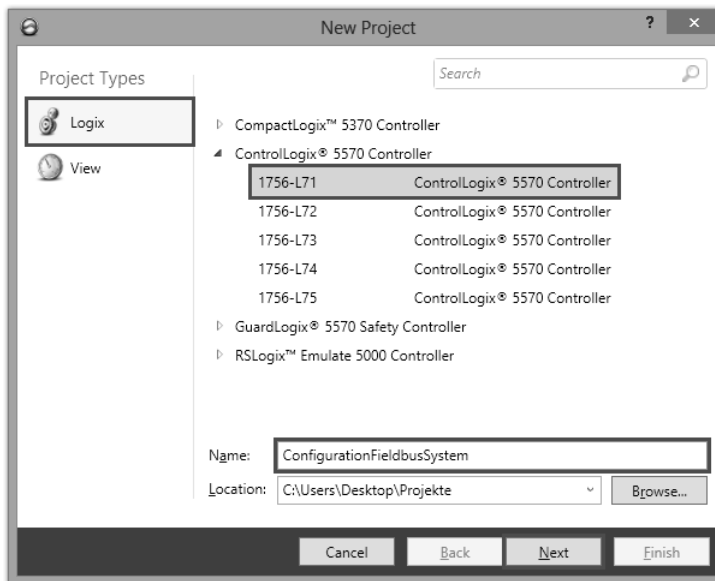 New Project
? ×
Project Types
Search
Logix
View
CompactLogix™ 5370 Controller
ControlLogix® 5570 Controller
1756-L71 ControlLogix® 5570 Controller
1756-L72 ControlLogix® 5570 Controller
1756-L73 ControlLogix® 5570 Controller
1756-L74 ControlLogix® 5570 Controller
1756-L75 ControlLogix® 5570 Controller
GuardLogix® 5570 Safety Controller
RSLogix™ Emulate 5000 Controller
Name: ConfigurationFieldbusSystem
Location: C:\Users\Desktop\Projekte Browse...
Cancel Back Next Finish